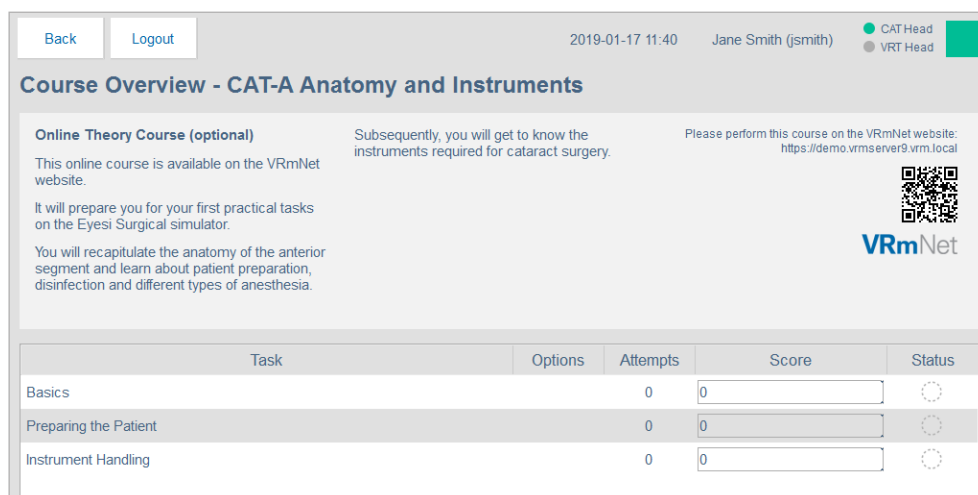 Back
Logout
2019-01-17 11:40
Jane Smith (jsmith)
CAT Head
VRT Head
Course Overview - CAT-A Anatomy and Instruments
Online Theory Course (optional)
This online course is available on the VRmNet
website.
It will prepare you for your first practical tasks
on the Eyesi Surgical simulator.
You will recapitulate the anatomy of the anterior
segment and learn about patient preparation,
disinfection and different types of anesthesia.
Subsequently, you will get to know the
instruments required for cataract surgery.
Please perform this course on the VRmNet website:
https://demo.vrmserver9.vrm.local
VRmNet
Task Options Attempts Score Status
Basics 0 0
Preparing the Patient 0 0
Instrument Handling 0 0